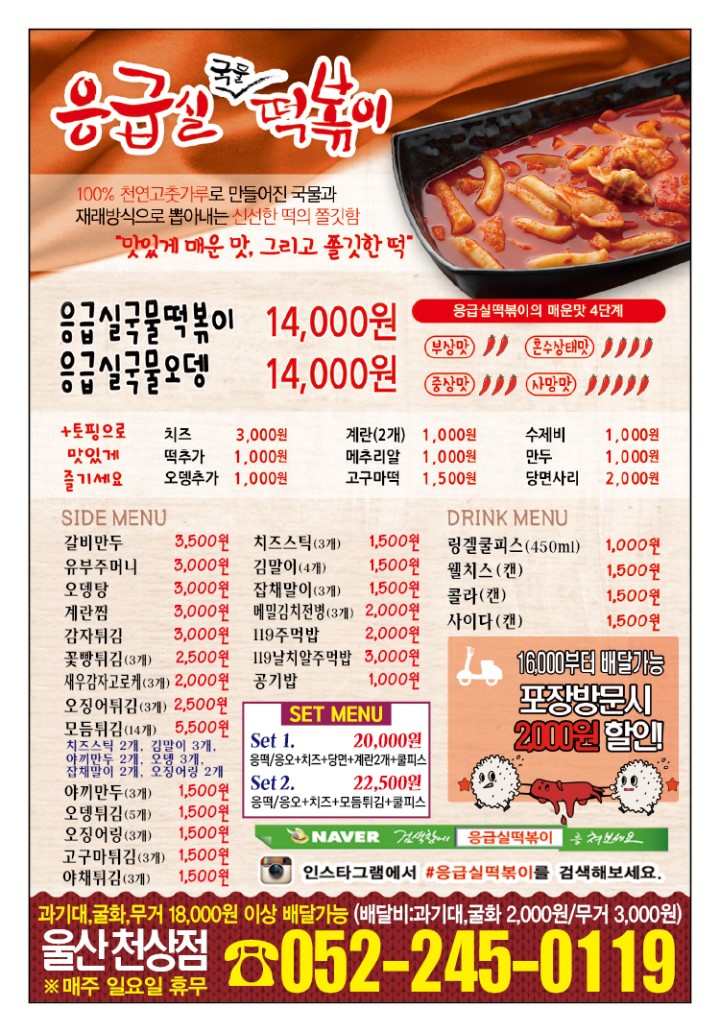 응급실 국물 떡볶이
100% 천연고춧가루로 만들어진 국물과
재래방식으로 뽑아내는 신선한 떡의 쫄깃함
"맛있게 매운 맛, 그리고 쫄깃한 떡"
응급실국물떡볶이 14,000원
응급실국물오뎅 14,000원
응급실떡볶이의 매운맛 4단계
부상맛 혼수상태맛
중상맛 사망맛
+토핑으로 맛있게 즐기세요
치즈 3,000원 계란(2개) 1,000원 수제비 1,000원
떡추가 1,000원 메추리알 1,000원 만두 1,000원
오뎅추가 1,000원 고구마떡 1,500원 당면사리 2,000원
SIDE MENU
갈비만두 3,500원
유부주머니 3,000원
오뎅탕 3,000원
계란찜 3,000원
감자튀김 3,000원
꽃빵튀김(3개) 2,500원
새우감자고로케(3개) 2,000원
오징어튀김(3개) 2,500원
모듬튀김(14개) 5,500원
치즈스틱 2개, 김말이 3개,
야끼만두 2개, 오뎅 3개,
잡채말이 2개, 오징어링 2개
야끼만두(3개) 1,500원
오뎅튀김(5개) 1,500원
오징어링(3개) 1,500원
고구마튀김(3개) 1,500원
야채튀김(3개) 1,500원
치즈스틱(3개) 1,500원
김말이(4개) 1,500원
잡채말이(3개) 1,500원
메밀김치전병(3개) 2,000원
119주먹밥 2,000원
119날치알주먹밥 3,000원
공기밥 1,000원
SET MENU
Set 1. 20,000원
응떡/응오+치즈+당면+계란2개+쿨피스
Set 2. 22,500원
응떡/응오+치즈+모듬튀김+쿨피스
DRINK MENU
링겔쿨피스(450ml) 1,000원
웰치스(캔) 1,500원
콜라(캔) 1,500원
사이다(캔) 1,500원
16,000부터 배달가능
포장방문시
2000원 할인!
NAVER 검색창에 응급실떡볶이 를 쳐보세요
인스타그램에서 #응급실떡볶이를 검색해보세요.
과기대,굴화,무거 18,000원 이상 배달가능 (배달비:과기대,굴화 2,000원/무거 3,000원)
울산 천상점 ☎052-245-0119
※매주 일요일 휴무